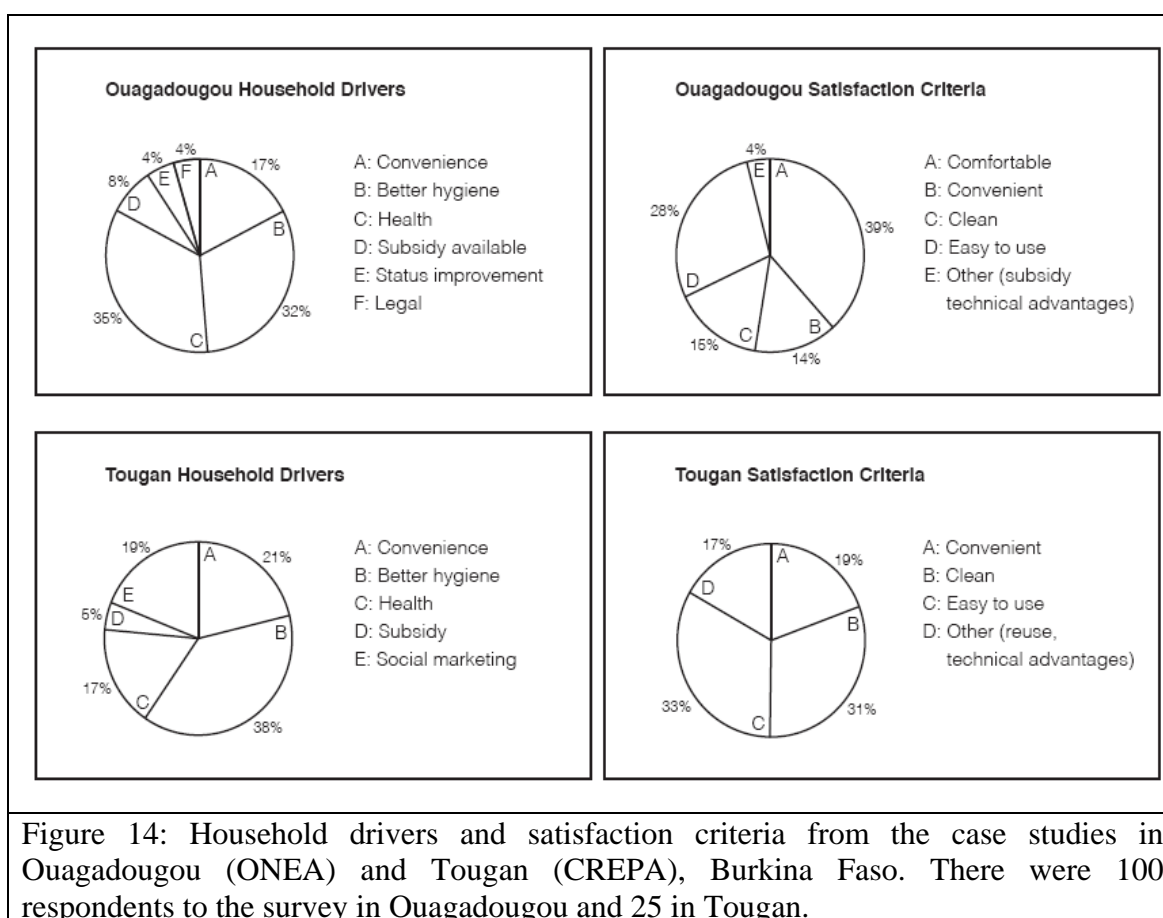 Ouagadougou Household Drivers
4%
4%
17%
8%
35%
32%
A
B
C
D
E
F
A: Convenience
B: Better hygiene
C: Health
D: Subsidy available
E: Status improvement
F: Legal
Ouagadougou Satisfaction Criteria
4%
39%
28%
15%
14%
A
B
C
D
E
A: Comfortable
B: Convenient
C: Clean
D: Easy to use
E: Other (subsidy
technical advantages)
Tougan Household Drivers
19%
21%
5%
17%
38%
A
B
C
D
E
A: Convenience
B: Better hygiene
C: Health
D: Subsidy
E: Social marketing
Tougan Satisfaction Criteria
17%
19%
33%
31%
A
B
C
D
A: Convenient
B: Clean
C: Easy to use
D: Other (reuse,
technical advantages)
Figure 14: Household drivers and satisfaction criteria from the case studies in
Ouagadougou (ONEA) and Tougan (CREPA), Burkina Faso. There were 100
respondents to the survey in Ouagadougou and 25 in Tougan.